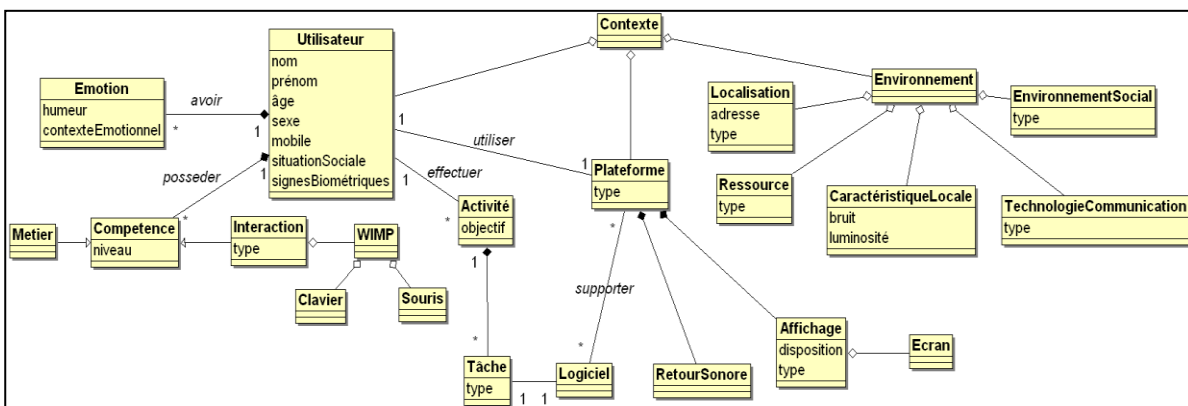 Contexte
Utilisateur
nom
prénom
âge
sexe
mobile
situationSociale
signesBiométriques
Emotion
humeur
contexteEmotionnel
avoir
*
1
posseder
1
*
Metier
Competence
niveau
Interaction
type
WIMP
Clavier
Souris
1
utiliser
1
effectuer
1
*
Activité
objectif
1
*
Tâche
type
1
1
Logiciel
supporter
*
*
Plateforme
type
RetourSonore
Affichage
disposition
type
Ecran
Environnement
Localisation
adresse
type
EnvironnementSocial
type
Ressource
type
CaractéristiqueLocale
bruit
luminosité
TechnologieCommunication
type